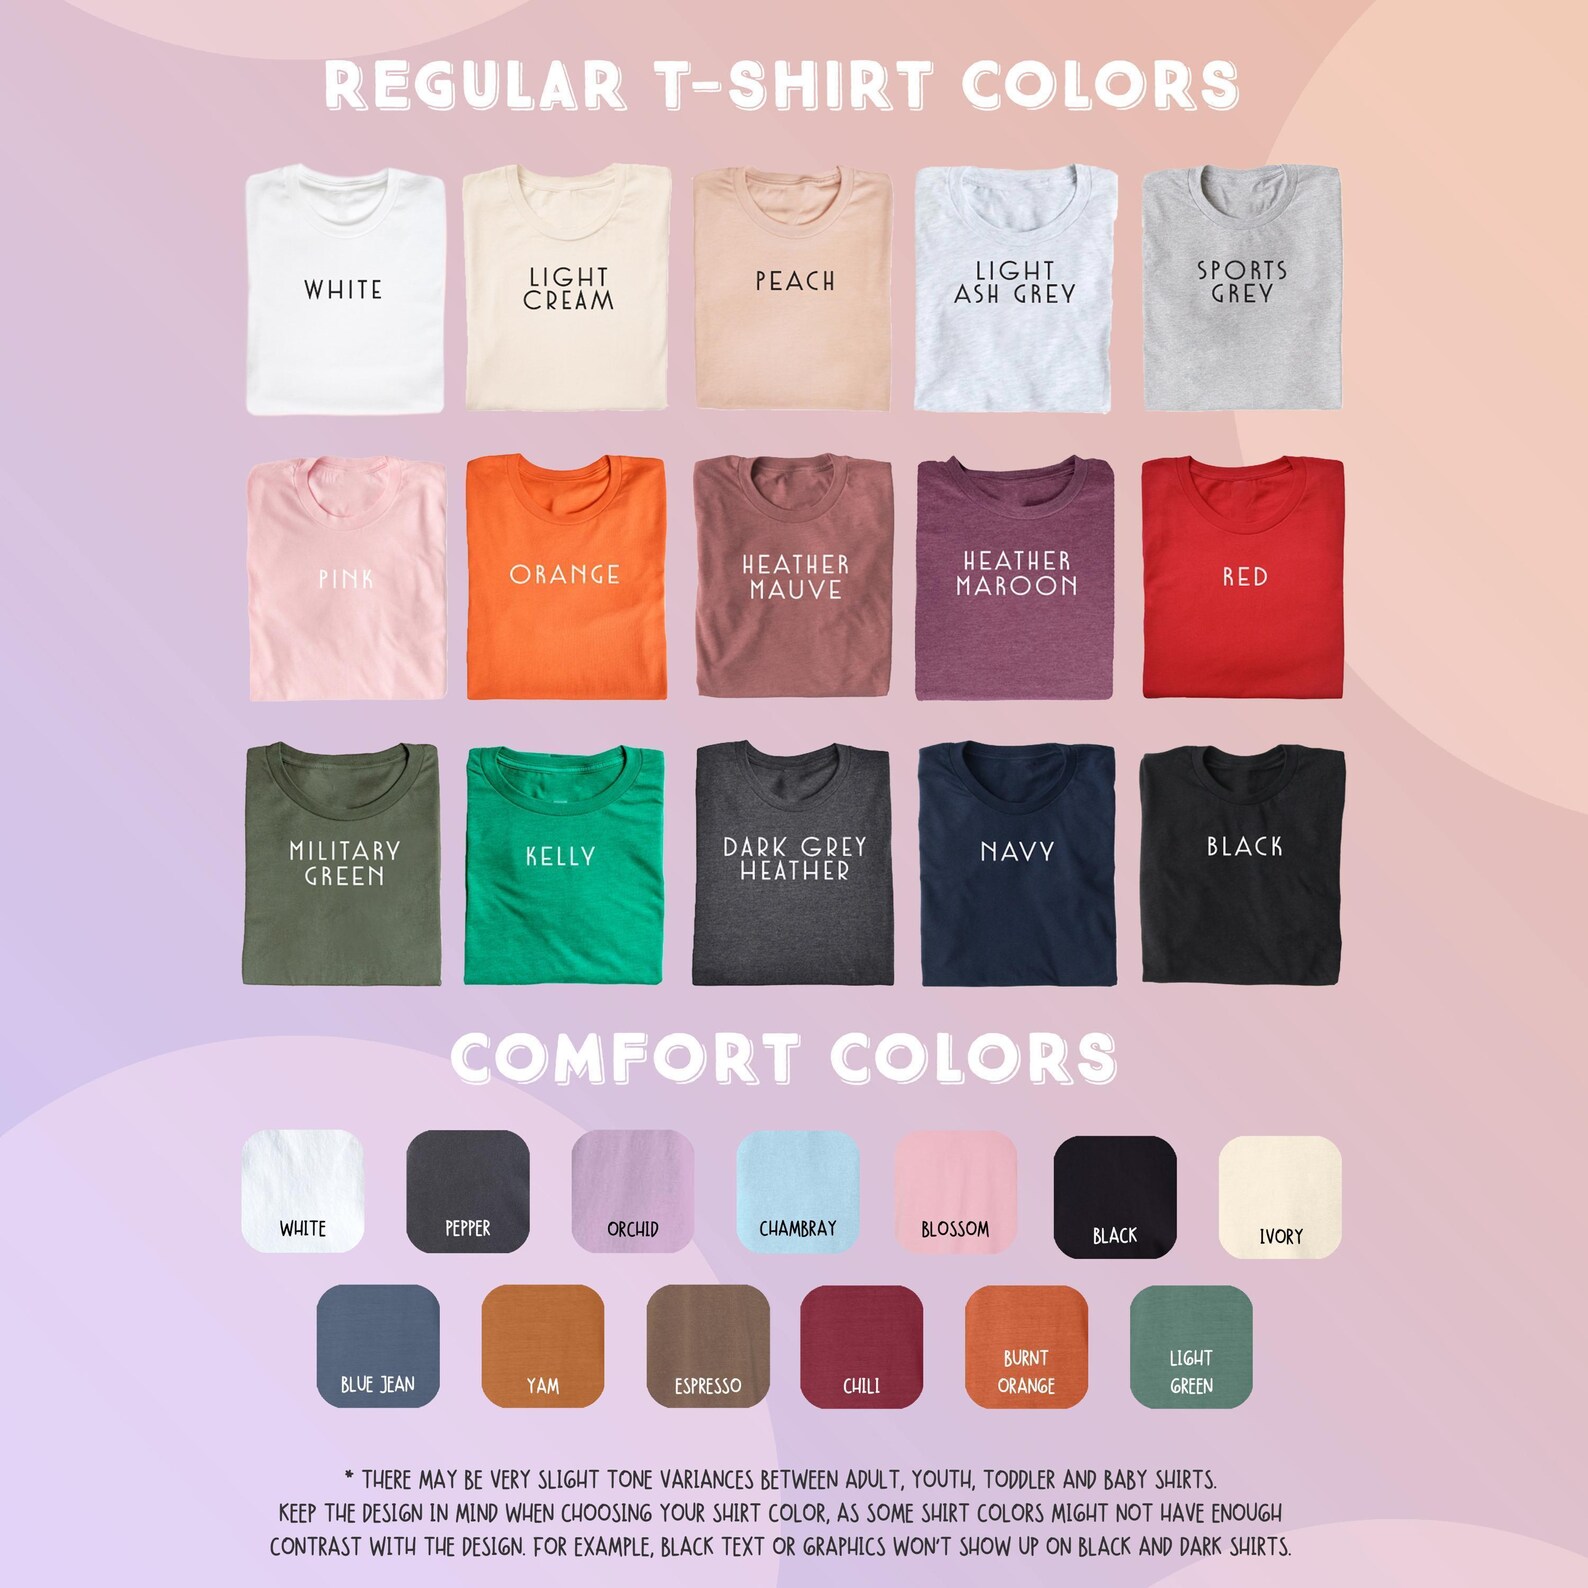 REGULAR T-SHIRT COLORS
WHITE
LIGHT
CREAM
PEACH
LIGHT
ASH GREY
SPORTS
GREY
PINK
ORANGE
HEATHER
MAUVE
HEATHER
MAROON
RED
MILITARY
GREEN
KELLY
DARK GREY
HEATHER
NAVY
BLACK
COMFORT COLORS
WHITE
PEPPER
ORCHID
CHAMBRAY
BLOSSOM
BLACK
IVORY
BLUE JEAN
YAM
ESPRESSO
CHILI
BURNT
ORANGE
LIGHT
GREEN
* THERE MAY BE VERY SLIGHT TONE VARIANCES BETWEEN ADULT, YOUTH, TODDLER AND BABY SHIRTS.
KEEP THE DESIGN IN MIND WHEN CHOOSING YOUR SHIRT COLOR, AS SOME SHIRT COLORS MIGHT NOT HAVE ENOUGH
CONTRAST WITH THE DESIGN. FOR EXAMPLE, BLACK TEXT OR GRAPHICS WON'T SHOW UP ON BLACK AND DARK SHIRTS.